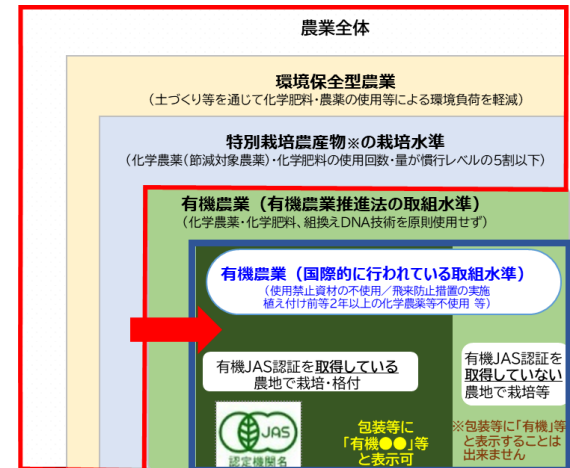 農業全体
環境保全型農業
(土づくり等を通じて化学肥料・農薬の使用等による環境負荷を軽減)
特別栽培農産物※の栽培水準
(化学農薬(節減対象農薬)・化学肥料の使用回数・量が慣行レベルの5割以下)
有機農業（有機農業推進法の取組水準）
(化学農薬・化学肥料、組換えDNA技術を原則使用せず)
有機農業（国際的に行われている取組水準）
(使用禁止資材の不使用／飛来防止措置の実施
植え付け前等2年以上の化学農薬等不使用 等)
有機JAS認証を取得している
農地で栽培・格付
有機JAS認証を
取得していない
農地で栽培等
JAS
認定機関名
包装等に
「有機●●」等
と表示可
※包装等に「有機」等
と表示することは
出来ません